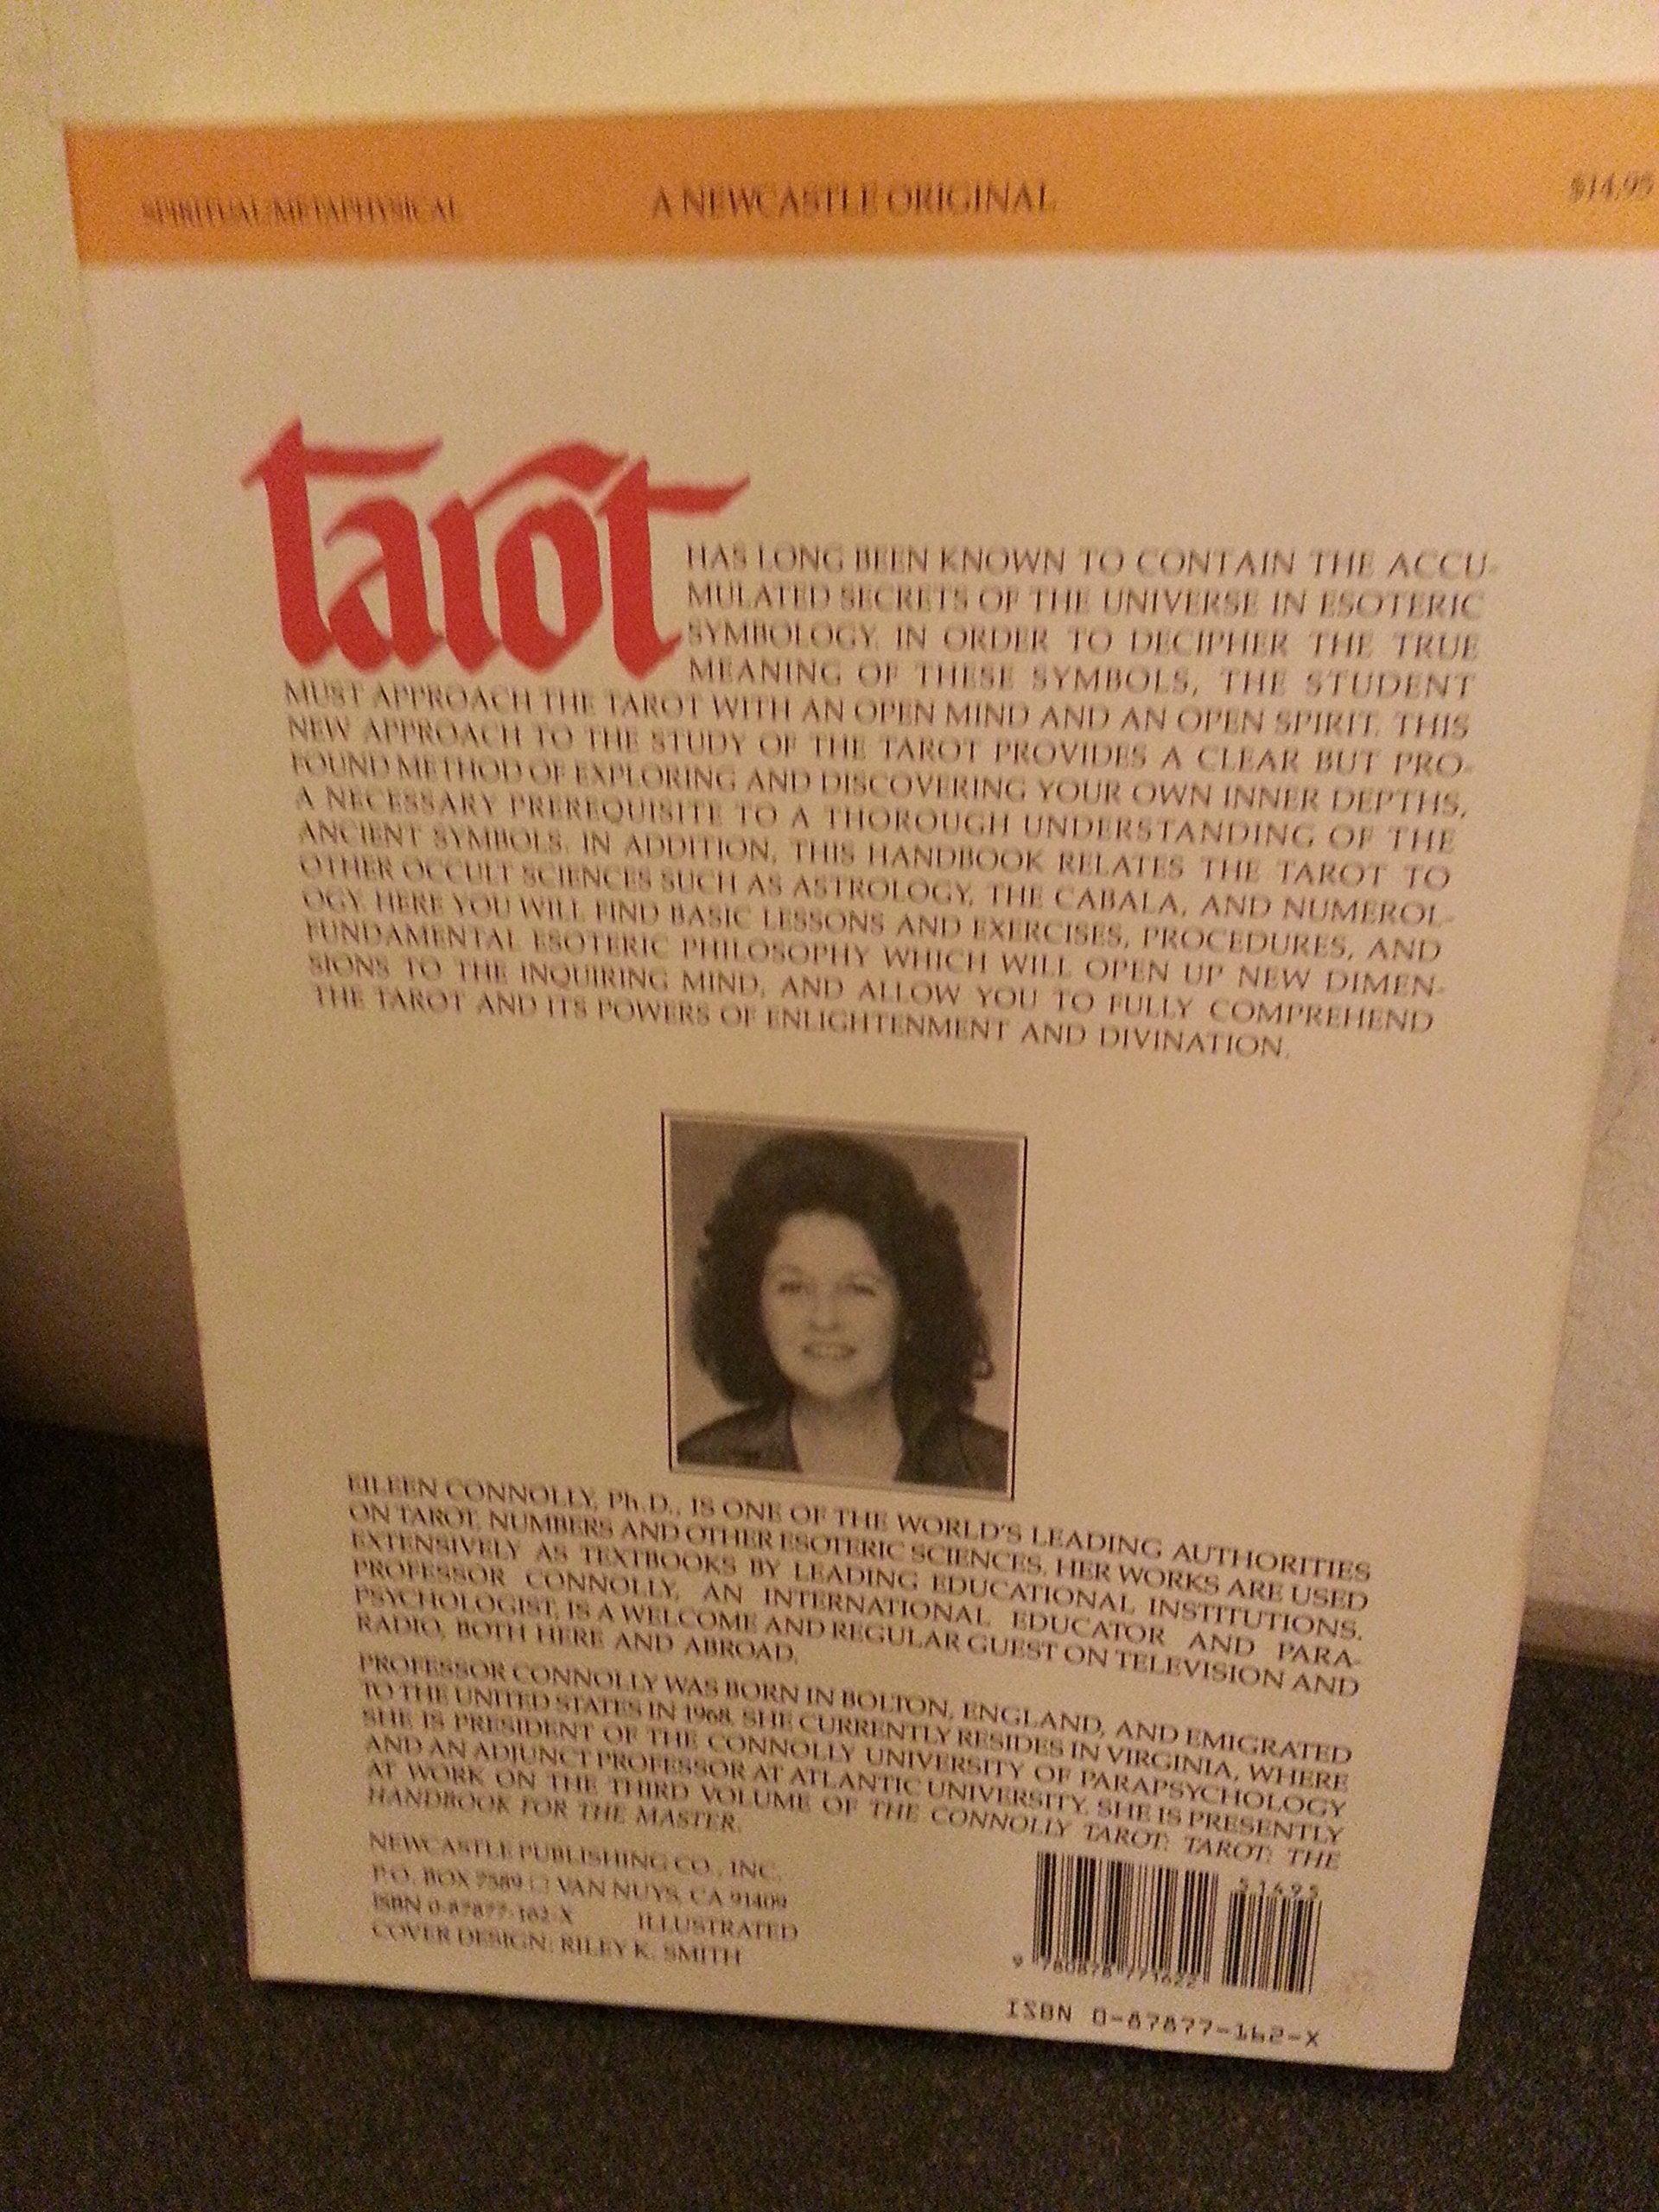 SPIRITUAL/METAPHYSICAL A NEWCASTLE ORIGINAL $14.95
tarot
HAS LONG BEEN KNOWN TO CONTAIN THE ACCU-
MULATED SECRETS OF THE UNIVERSE IN ESOTERIC
SYMBOLOGY. IN ORDER TO DECIPHER THE TRUE
MEANING OF THESE SYMBOLS, THE STUDENT
MUST APPROACH THE TAROT WITH AN OPEN MIND AND AN OPEN SPIRIT. THIS
NEW APPROACH TO THE STUDY OF THE TAROT PROVIDES A CLEAR BUT PRO-
FOUND METHOD OF EXPLORING AND DISCOVERING YOUR OWN INNER DEPTHS,
A NECESSARY PREREQUISITE TO A THOROUGH UNDERSTANDING OF THE
ANCIENT SYMBOLS. IN ADDITION, THIS HANDBOOK RELATES THE TAROT TO
OTHER OCCULT SCIENCES SUCH AS ASTROLOGY, THE CABALA, AND NUMEROL-
OGY. HERE YOU WILL FIND BASIC LESSONS AND EXERCISES, PROCEDURES, AND
FUNDAMENTAL ESOTERIC PHILOSOPHY WHICH WILL OPEN UP NEW DIMEN-
SIONS TO THE INQUIRING MIND, AND ALLOW YOU TO FULLY COMPREHEND
THE TAROT AND ITS POWERS OF ENLIGHTENMENT AND DIVINATION.
EILEEN CONNOLLY, Ph.D., IS ONE OF THE WORLD'S LEADING AUTHORITIES
ON TAROT, NUMBERS AND OTHER ESOTERIC SCIENCES. HER WORKS ARE USED
EXTENSIVELY AS TEXTBOOKS BY LEADING EDUCATIONAL INSTITUTIONS.
PROFESSOR CONNOLLY, AN INTERNATIONAL EDUCATOR AND PARA-
PSYCHOLOGIST, IS A WELCOME AND REGULAR GUEST ON TELEVISION AND
RADIO, BOTH HERE AND ABROAD.
PROFESSOR CONNOLLY WAS BORN IN BOLTON, ENGLAND, AND EMIGRATED
TO THE UNITED STATES IN 1968. SHE CURRENTLY RESIDES IN VIRGINIA, WHERE
SHE IS PRESIDENT OF THE CONNOLLY UNIVERSITY OF PARAPSYCHOLOGY
AND AN ADJUNCT PROFESSOR AT ATLANTIC UNIVERSITY. SHE IS PRESENTLY
AT WORK ON THE THIRD VOLUME OF THE CONNOLLY TAROT: TAROT: THE
HANDBOOK FOR THE MASTER.
NEWCASTLE PUBLISHING CO., INC.
P.O. BOX 7589 □ VAN NUYS, CA 91409
ISBN 0-87877-162-X ILLUSTRATED
COVER DESIGN: RILEY K. SMITH
51495
9 780878 771622
ISBN 0-87877-162-X